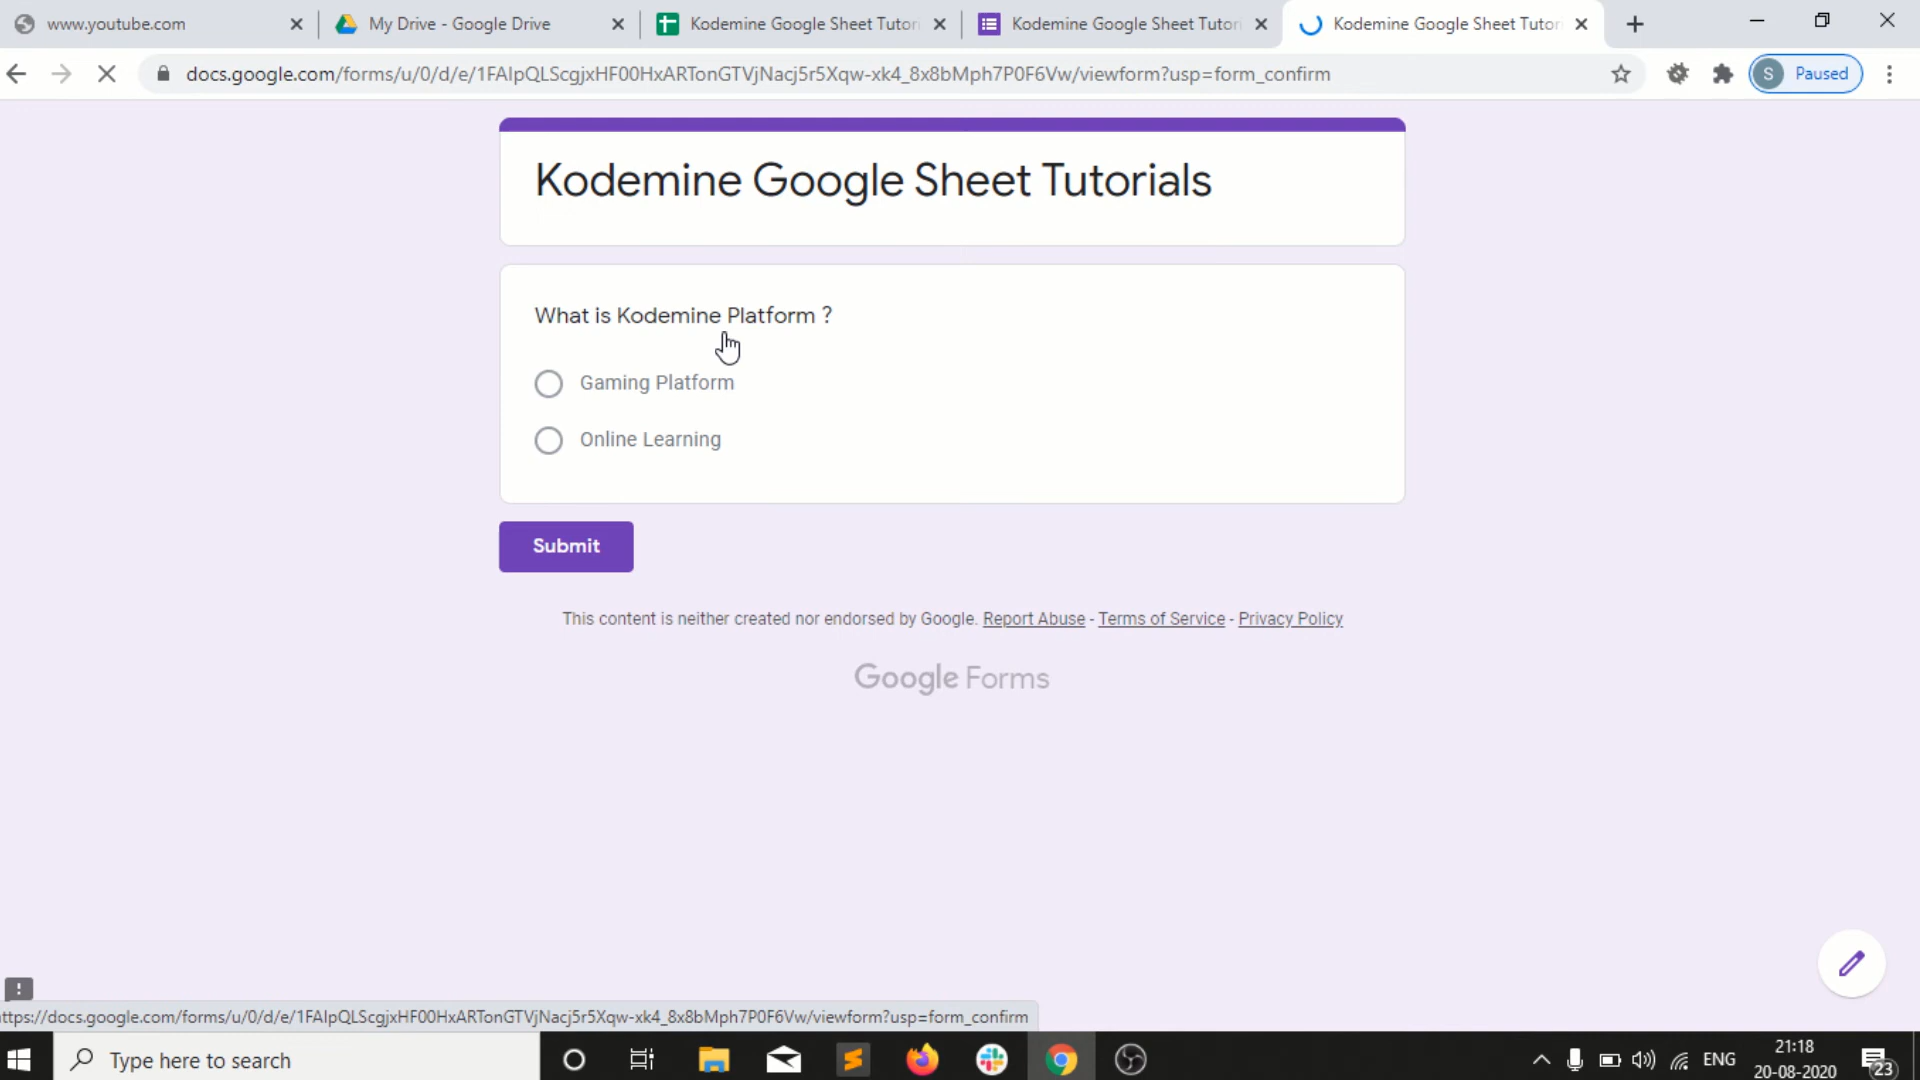 www.youtube.com
My Drive - Google Drive
Kodemine Google Sheet Tutori
Kodemine Google Sheet Tutori
Kodemine Google Sheet Tutor
docs.google.com/forms/u/0/d/e/1FAIpQLScgjxHF00HxARTonGTVjNacj5r5Xqw-xk4_8x8bMph7P0F6Vw/viewform?usp=form_confirm
S
Paused
Kodemine Google Sheet Tutorials
What is Kodemine Platform ?
Gaming Platform
Online Learning
Submit
This content is neither created nor endorsed by Google. Report Abuse - Terms of Service - Privacy Policy
Google Forms
!
ttps://docs.google.com/forms/u/0/d/e/1FAIpQLScgjxHF00HxARTonGTVjNacj5r5Xqw-xk4_8x8bMph7P0F6Vw/viewform?usp=form_confirm
Type here to search
ENG
21:18
20-08-2020
23